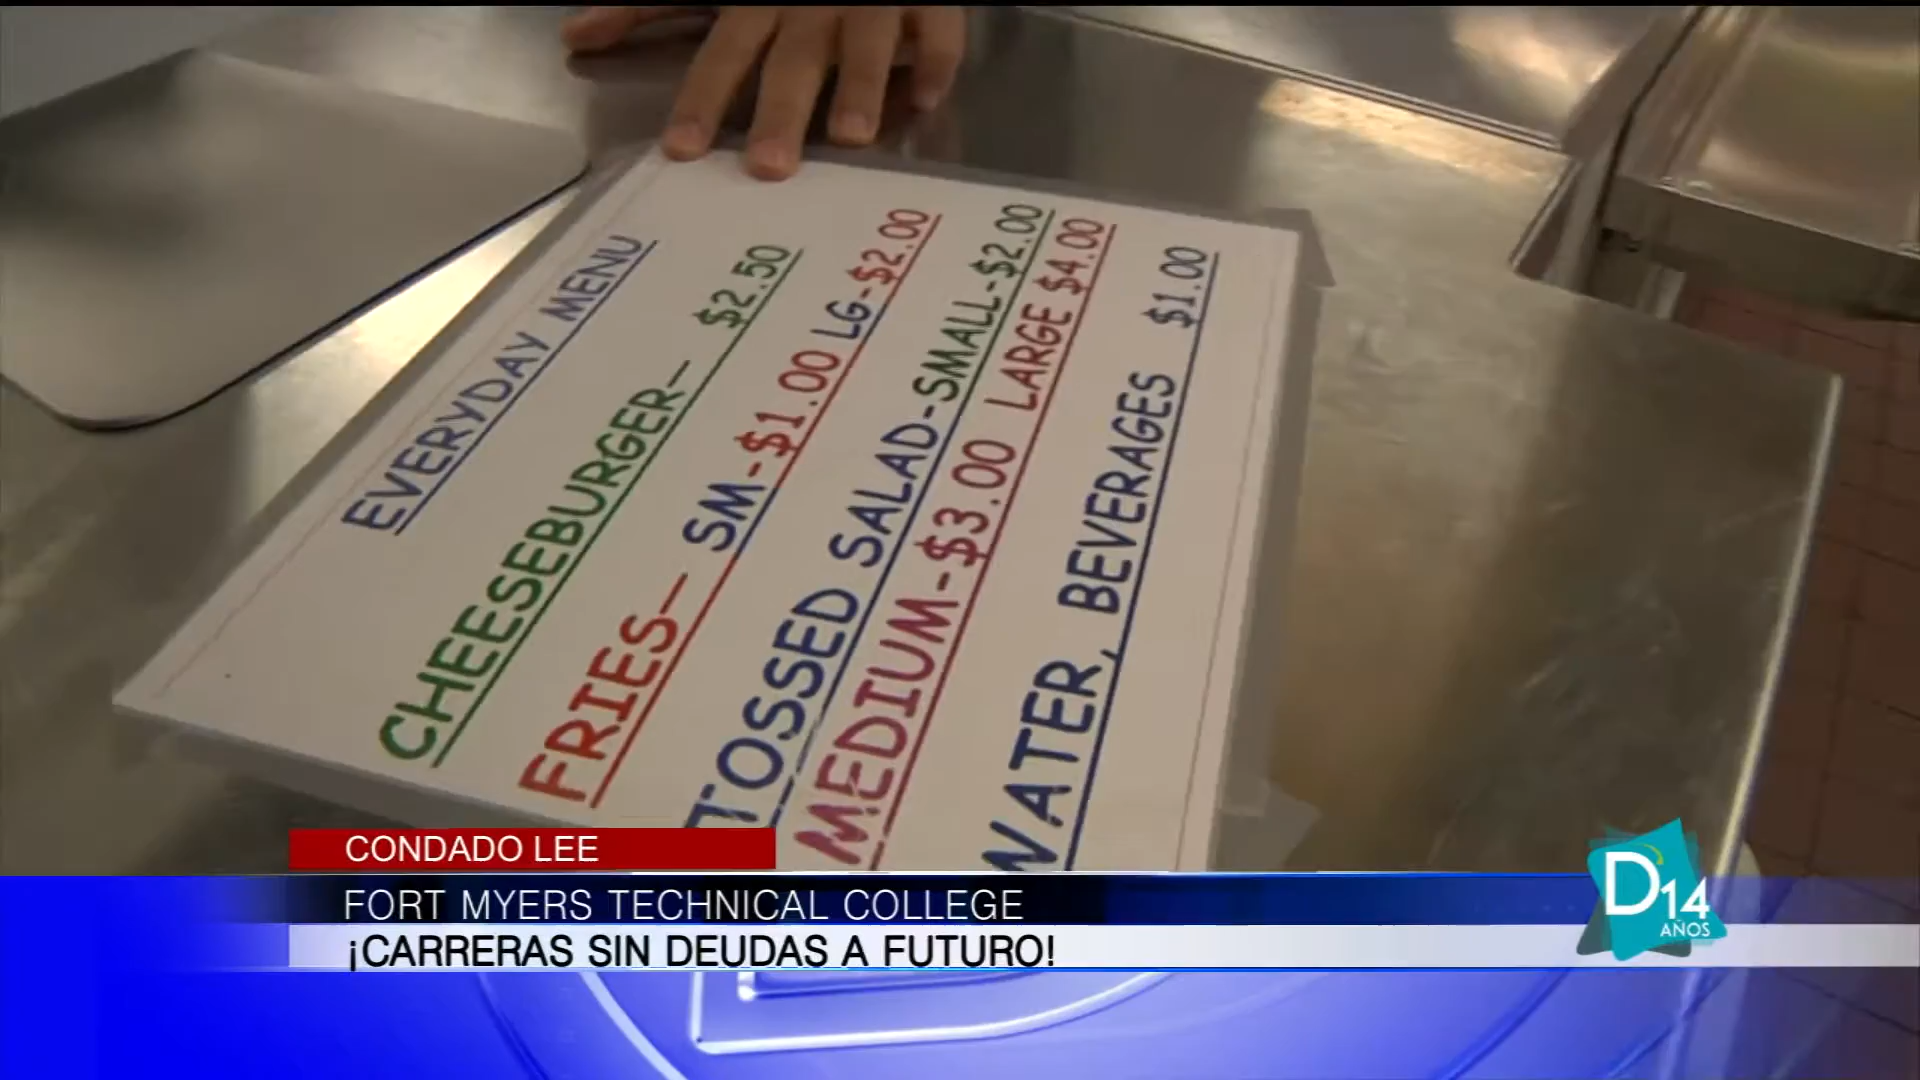 EVERYDAY MENU
CHEESEBURGER- $2.50
FRIES- SM-$1.00 LG-$2.00
TOSSED SALAD-SMALL-$2.00
MEDIUM-$3.00 LARGE $4.00
WATER, BEVERAGES $1.00
CONDADO LEE
FORT MYERS TECHNICAL COLLEGE
¡CARRERAS SIN DEUDAS A FUTURO!
D14
AÑOS